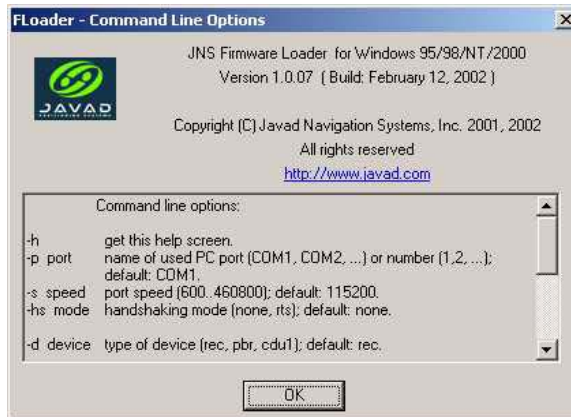 FLoader - Command Line Options
JNS Firmware Loader for Windows 95/98/NT/2000
Version 1.0.07 ( Build: February 12, 2002 )
JAVAD
Copyright (C) Javad Navigation Systems, Inc. 2001, 2002
All rights reserved
http://www.javad.com
Command line options:
-h get this help screen.
-p port name of used PC port (COM1, COM2, ...) or number (1,2, ...);
default: COM1.
-s speed port speed (600..460800); default: 115200.
-hs mode handshaking mode (none, rts); default: none.
-d device type of device (rec, pbr, cdu1); default: rec.
OK